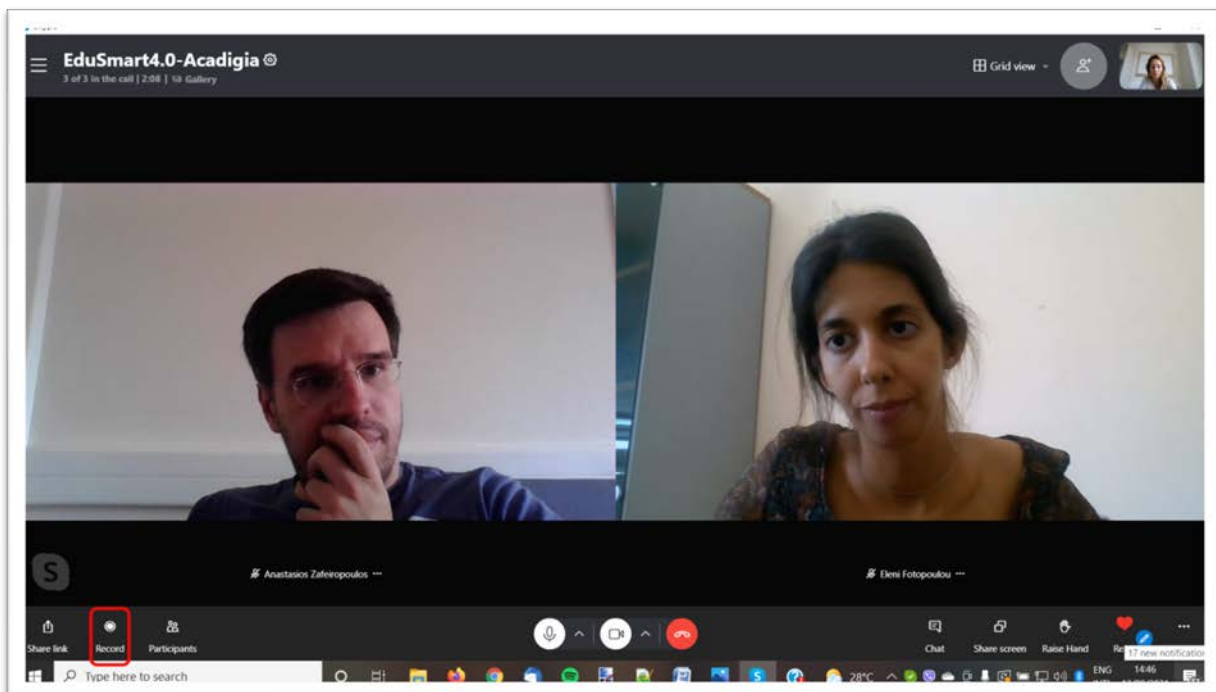 EduSmart4.0-Acadigia
3 of 3 in the call | 2:08 | Gallery
Grid view
S
Anastasios Zafeiropoulos ...
Eleni Fotopoulou ...
Share link
Record
Participants
Chat
Share screen
Raise Hand
Re
17 new notification
Type here to search
S
28°C
ENG
14:46